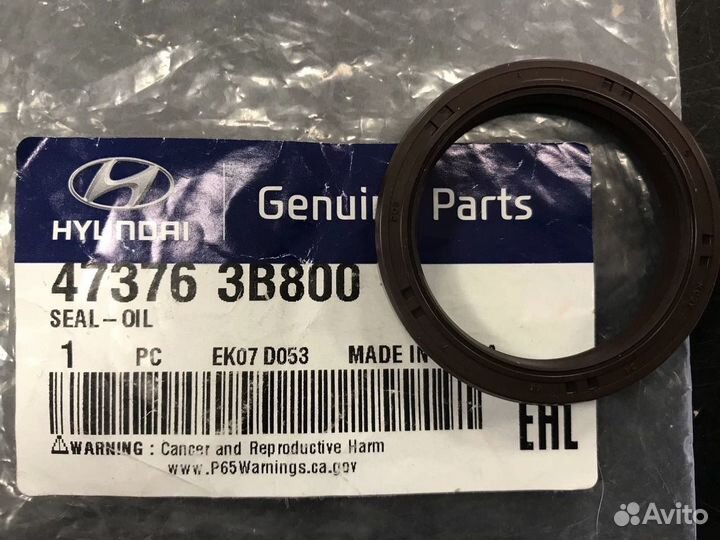 HYUNDAI
Genuin Parts
47376 3B800
SEAL-OIL
1 PC EK07 D053 MADE IN A
WARNING : Cancer and Reproductive Harm
www.P65Warnings.ca.gov
EAC
Avito